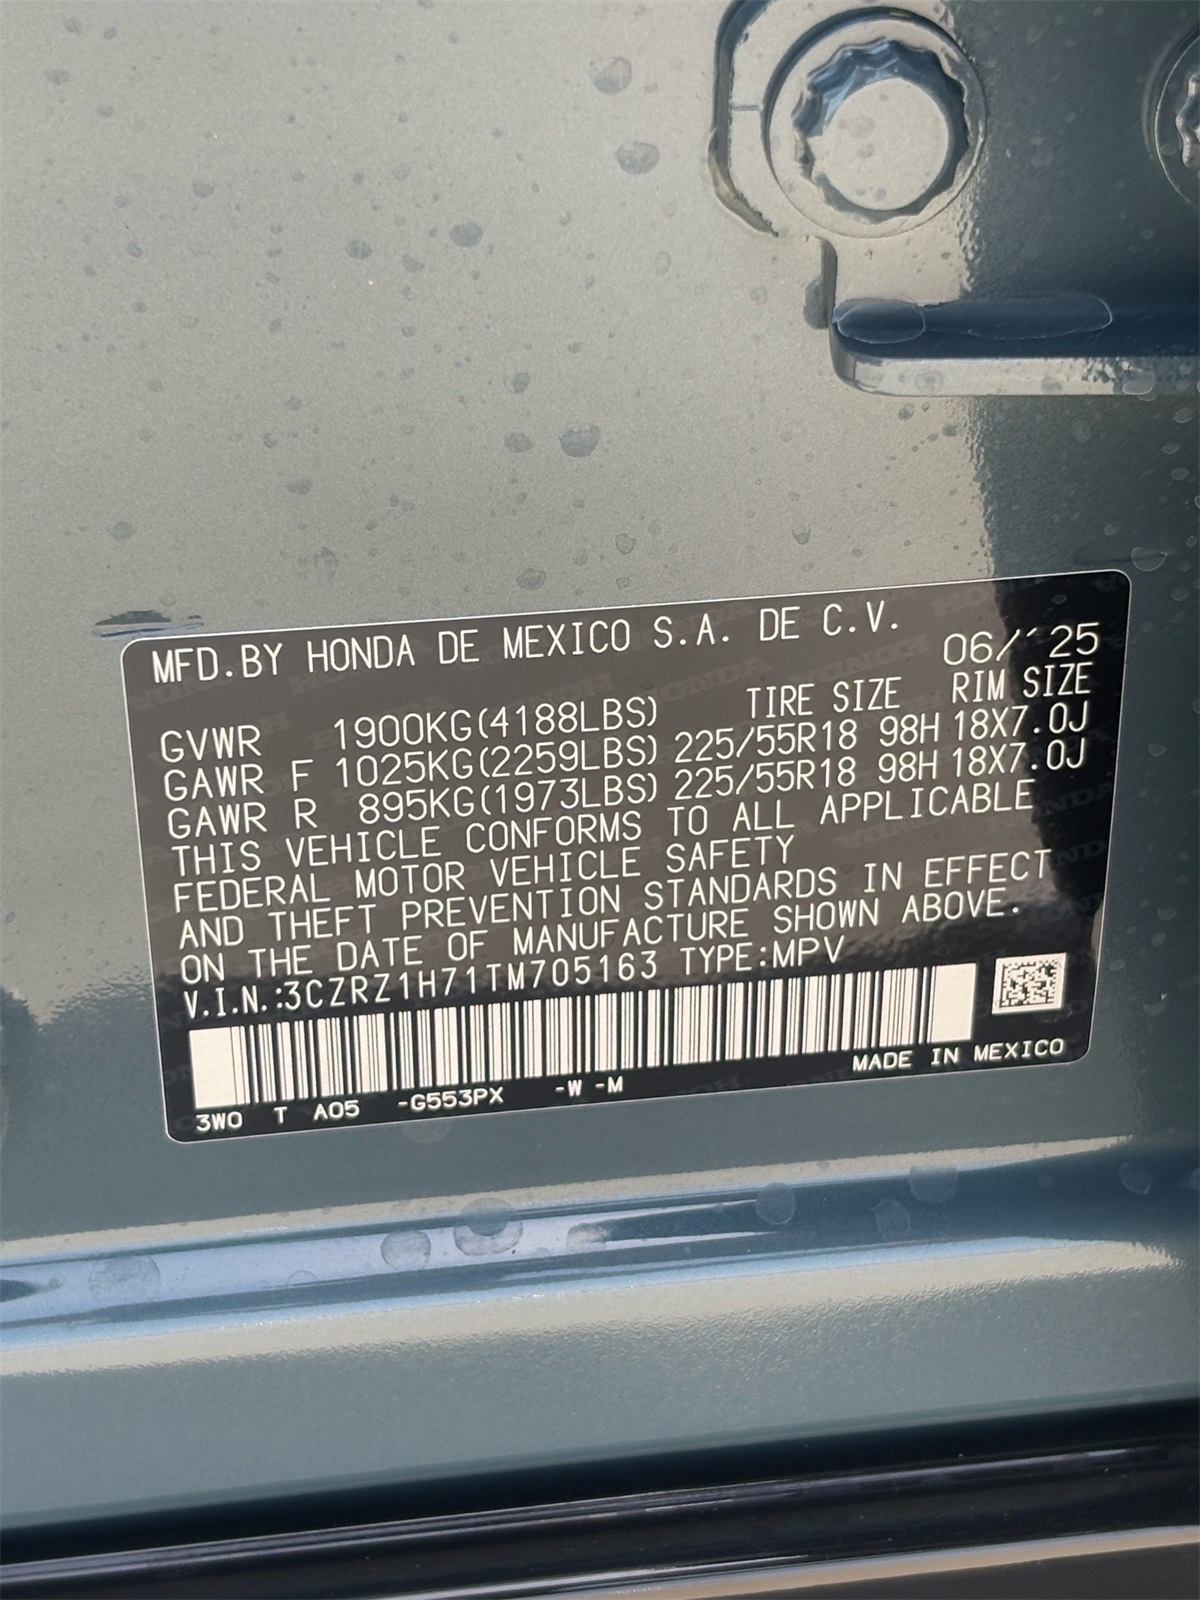 MFD.BY HONDA DE MEXICO S.A. DE C.V.
06/´25
TIRE SIZE RIM SIZE
GVWR 1900KG(4188LBS)
GAWR F 1025KG(2259LBS) 225/55R18 98H 18X7.0J
GAWR R 895KG(1973LBS) 225/55R18 98H 18X7.0J
THIS VEHICLE CONFORMS TO ALL APPLICABLE
FEDERAL MOTOR VEHICLE SAFETY
AND THEFT PREVENTION STANDARDS IN EFFECT
ON THE DATE OF MANUFACTURE SHOWN ABOVE.
V.I.N.:3CZRZ1H71TM705163 TYPE:MPV
MADE IN MEXICO
3W0 T A05 -G553PX -W -M